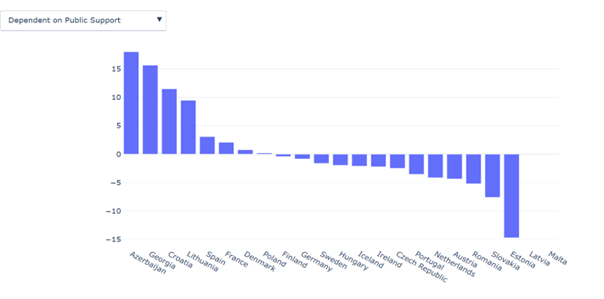 Dependent on Public Support ▼
15
10
5
0
−5
−10
−15
Azerbaijan
Georgia
Croatia
Lithuania
Spain
France
Denmark
Poland
Finland
Germany
Sweden
Hungary
Iceland
Ireland
Czech Republic
Portugal
Netherlands
Austria
Romania
Slovakia
Estonia
Latvia
Malta